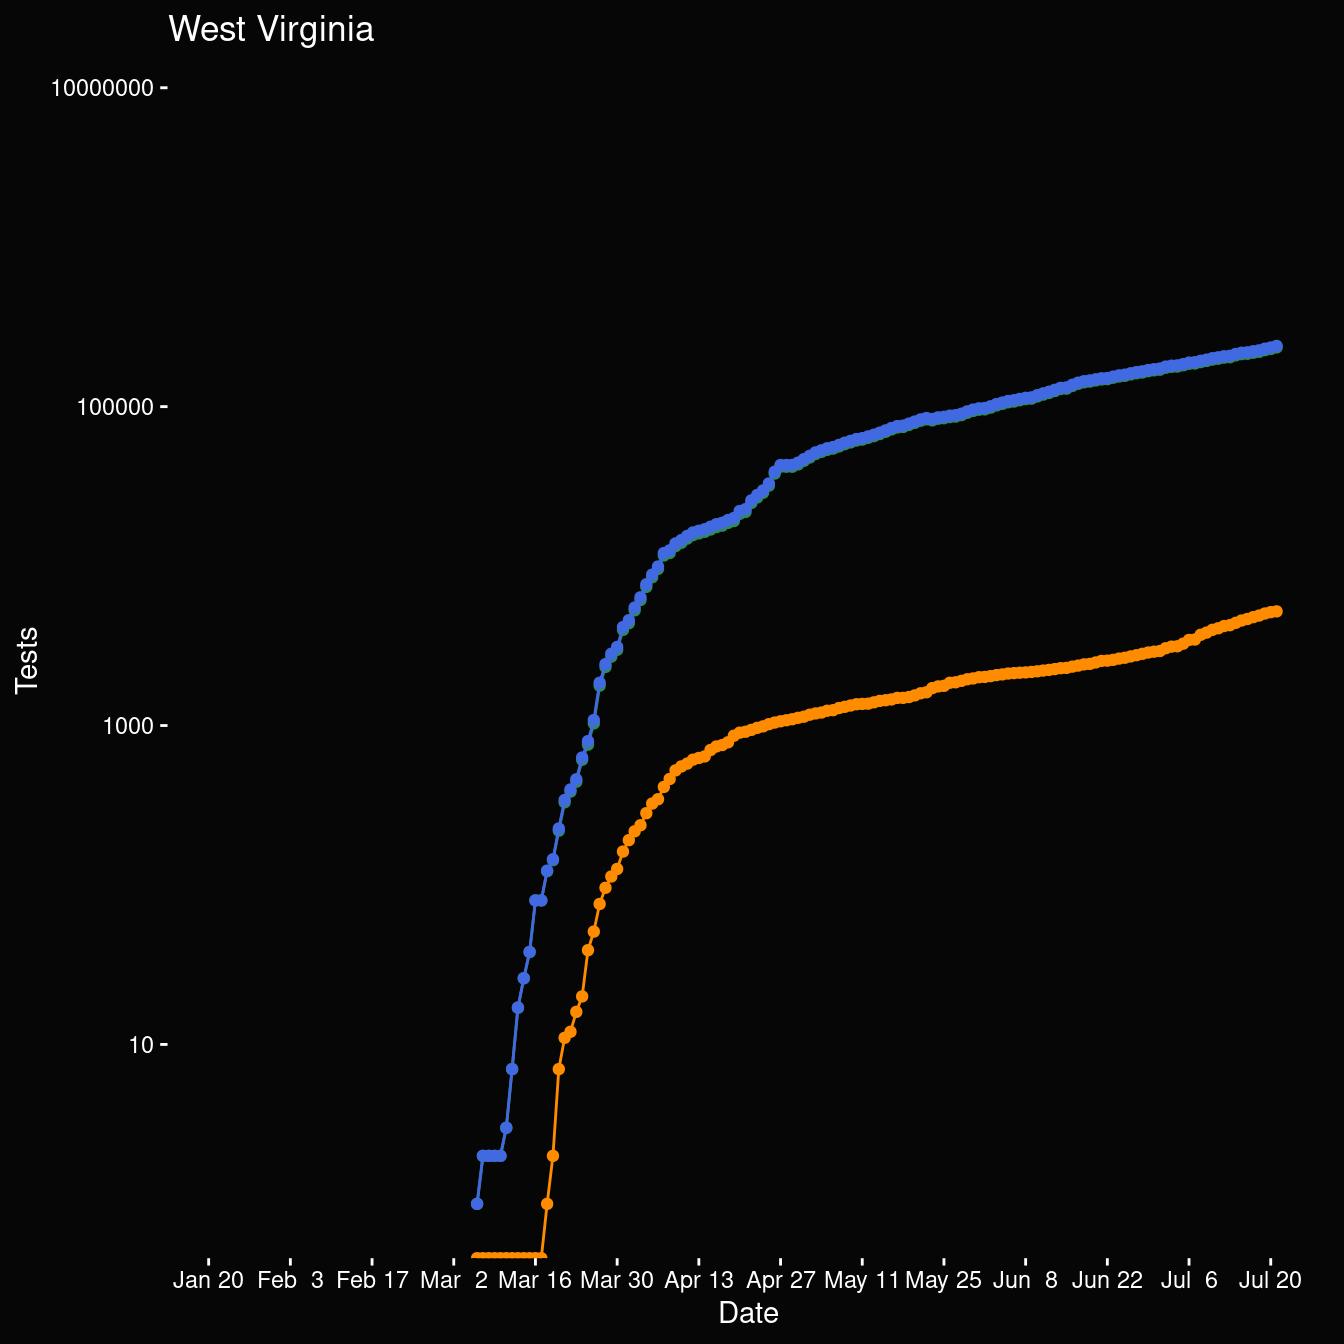 West Virginia
10000000
100000
1000
10
Tests
Jan 20 Feb  3 Feb 17 Mar  2 Mar 16 Mar 30 Apr 13 Apr 27 May 11 May 25 Jun  8 Jun 22 Jul  6 Jul 20
Date